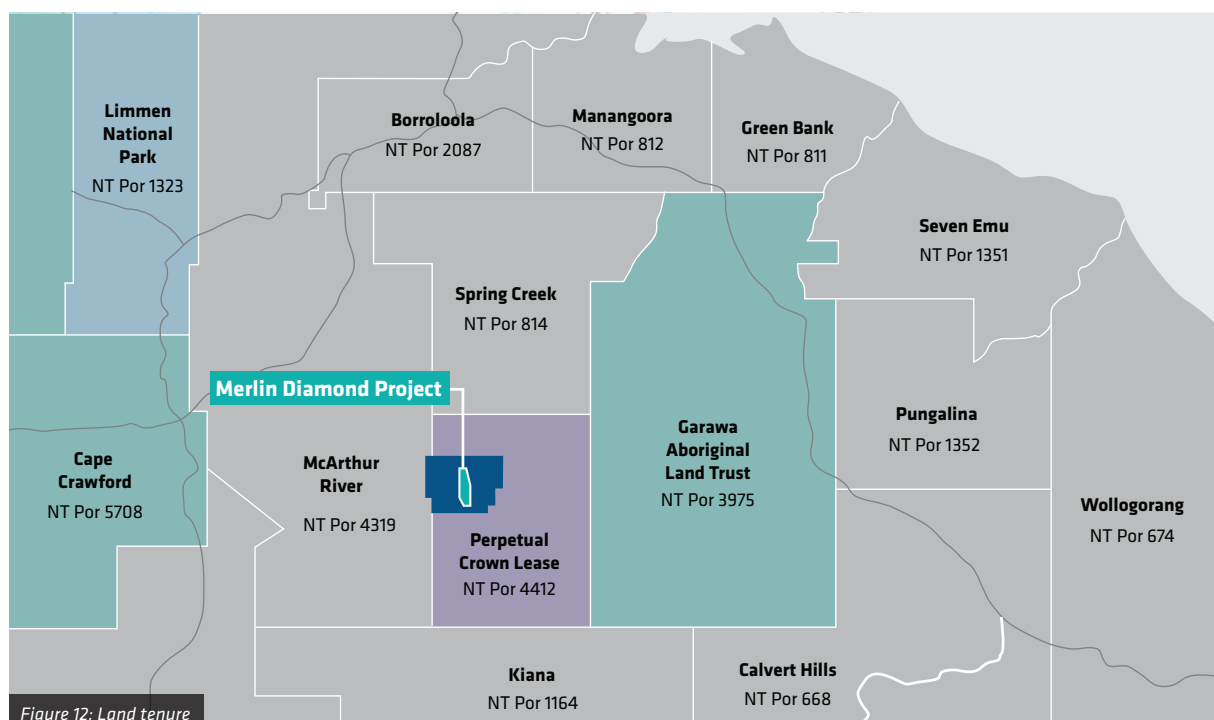 Limmen
National
Park
NT Por 1323
Borroloola
NT Por 2087
Manangoora
NT Por 812
Green Bank
NT Por 811
Seven Emu
NT Por 1351
Spring Creek
NT Por 814
Merlin Diamond Project
Cape
Crawford
NT Por 5708
McArthur
River
NT Por 4319
Perpetual
Crown Lease
NT Por 4412
Garawa
Aboriginal
Land Trust
NT Por 3975
Pungalina
NT Por 1352
Wollogorang
NT Por 674
Kiana
NT Por 1164
Calvert Hills
NT Por 668
Figure 12: Land tenure